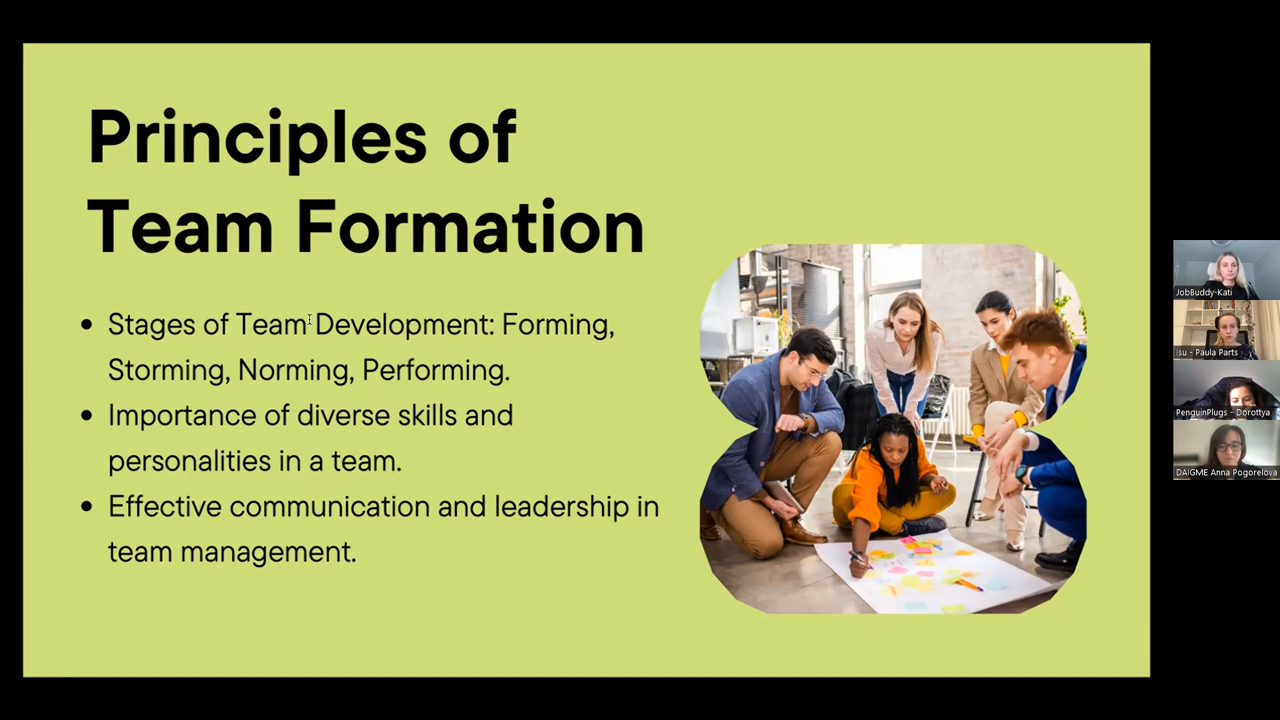 Principles of
Team Formation
• Stages of Team Development: Forming,
Storming, Norming, Performing.
• Importance of diverse skills and
personalities in a team.
• Effective communication and leadership in
team management.
JobBuddy-Kati
isu - Paula Parts
PenguinPlugs - Dorottya
DAIGME Anna Pogorelova